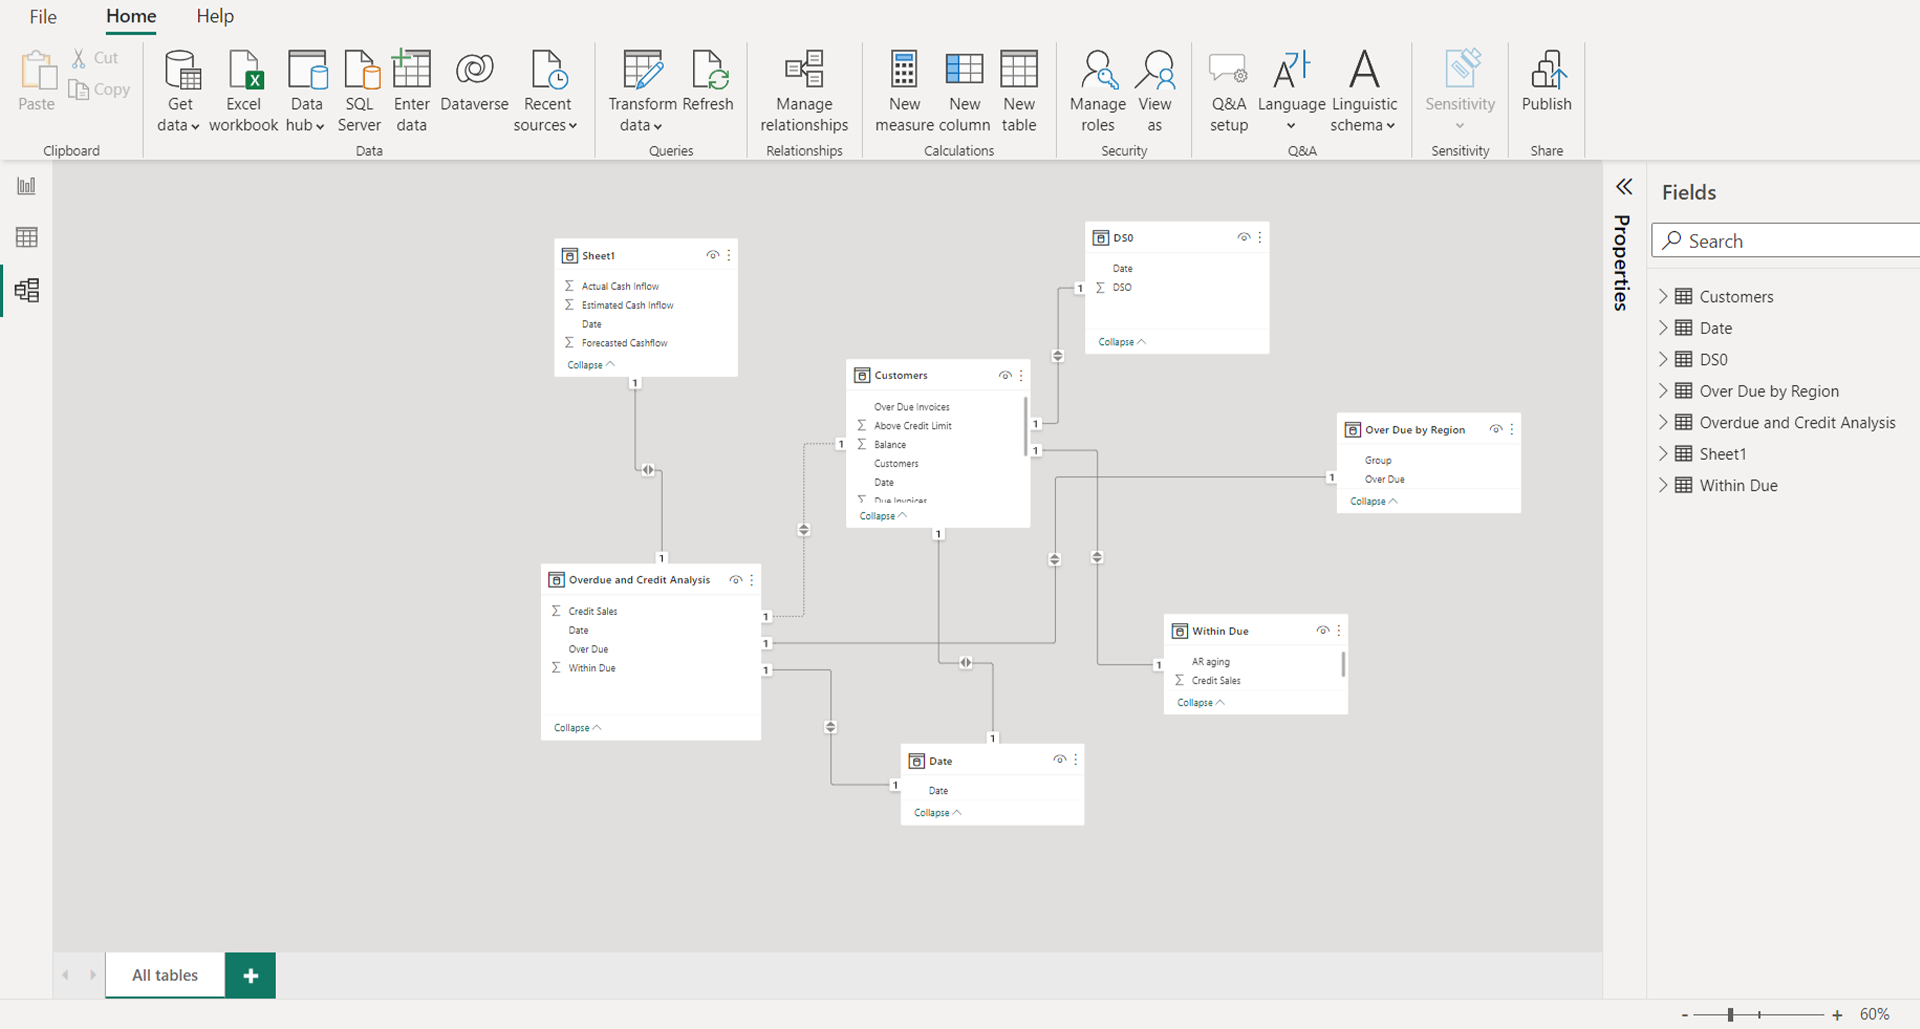 File Home Help
Paste
Cut
Copy
Clipboard
Get data
Excel workbook
Data hub
SQL Server
Enter data
Dataverse
Recent sources
Data
Transform data
Refresh
Queries
Manage relationships
Relationships
New measure
New column
New table
Calculations
Manage roles
View as
Security
Q&A setup
Language
Linguistic schema
Q&A
Sensitivity
Sensitivity
Publish
Share
Sheet1
Σ Actual Cash Inflow
Σ Estimated Cash Inflow
Date
Σ Forecasted Cashflow
Collapse
1
1
DS0
Date
1 Σ DSO
Collapse
Customers
Over Due Invoices
Σ Above Credit Limit
1 Σ Balance
Customers
Date
Σ Due Invoices
Collapse
1
1
1
Over Due by Region
Group
1 Over Due
Collapse
Overdue and Credit Analysis
Σ Credit Sales
Date
Over Due
Σ Within Due
Collapse
1
1
1
Within Due
1 AR aging
Σ Credit Sales
Collapse
1
Date
1 Date
Collapse
Properties
Fields
Search
Customers
Date
DS0
Over Due by Region
Overdue and Credit Analysis
Sheet1
Within Due
All tables +
- + 60%